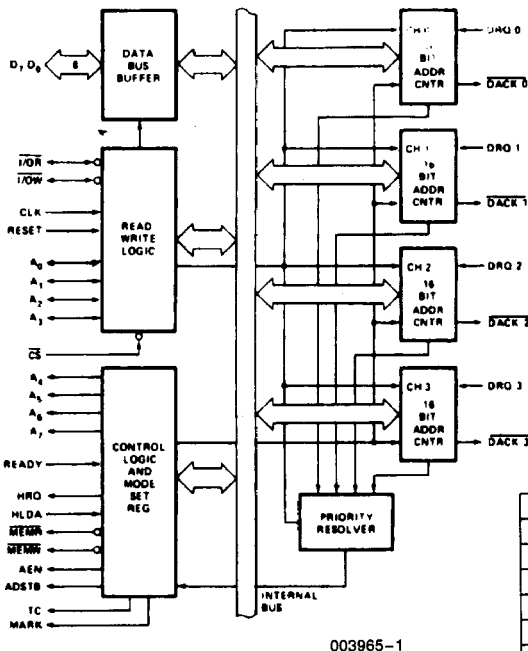 DATA
BUS
BUFFER
D7 D0
8
I/OR
I/OW
CLK
RESET
A0
A1
A2
A3
CS
READ
WRITE
LOGIC
A4
A5
A6
A7
READY
HRQ
HLDA
MEMR
MEMW
AEN
ADSTB
TC
MARK
CONTROL
LOGIC
AND
MODE
SET
REG
INTERNAL
BUS
CH 0
BIT
ADDR
CNTR
DRQ 0
DACK 0
CH 1
16
BIT
ADDR
CNTR
DRQ 1
DACK 1
CH 2
16
BIT
ADDR
CNTR
DRQ 2
DACK 2
CH 3
16
BIT
ADDR
CNTR
DRQ 3
DACK 3
PRIORITY
RESOLVER
003965-1